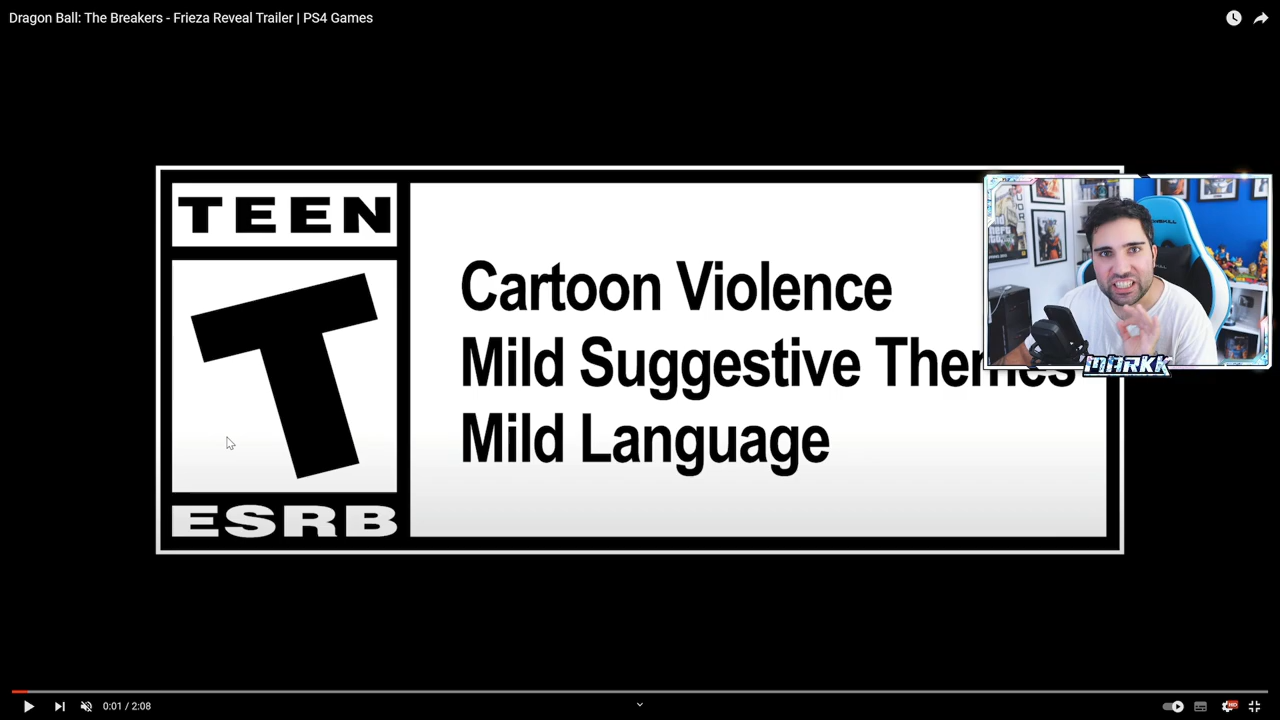 Dragon Ball: The Breakers - Frieza Reveal Trailer | PS4 Games
TEEN
T
ESRB
Cartoon Violence
Mild Suggestive Themes
Mild Language
MARKK
0:01 / 2:08
HD